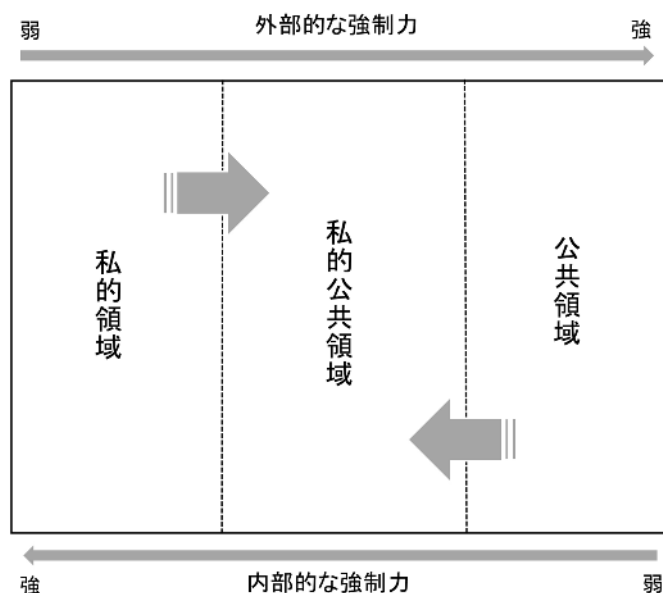 外部的な強制力
弱
強
私的領域
私的公共領域
公共領域
強
内部的な強制力
弱